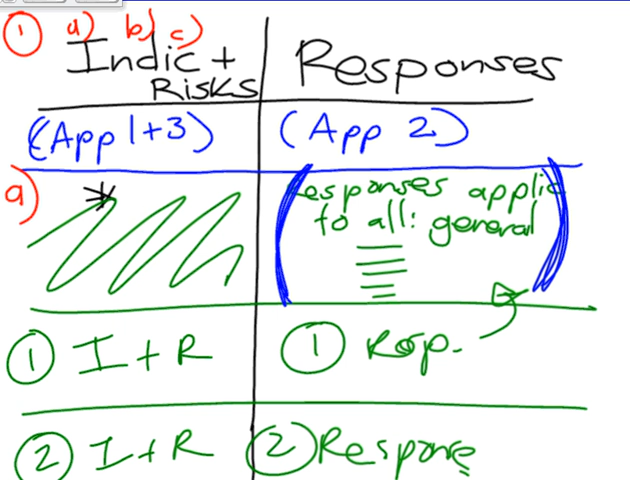 ① a) b) c)
Indic + Responses
Risks
(App 1+3) (App 2)
a) Responses applic
to all: general
① I + R ① Resp.
② I + R ② Response